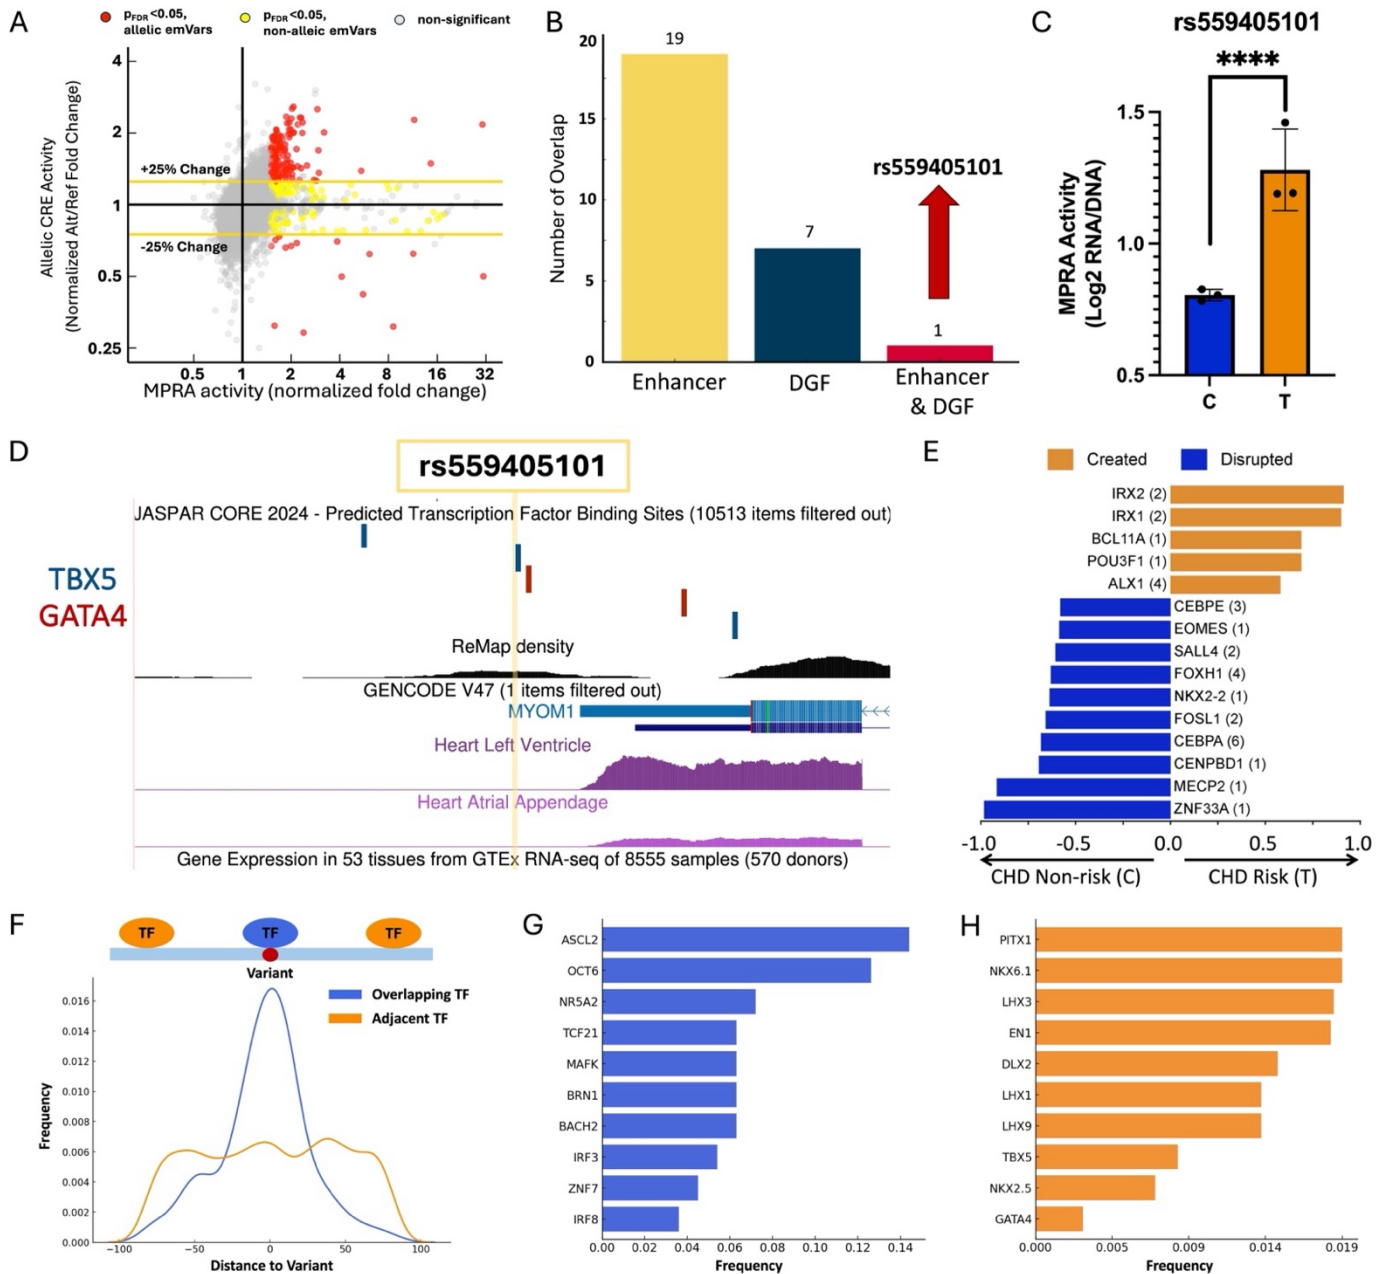 A
p_FDR <0.05,
allelic emVars
p_FDR <0.05,
non-alleic emVars
non-significant
Allelic CRE Activity
(Normalized Alt/Ref Fold Change)
4
2
1
0.5
0.25
+25% Change
-25% Change
0.5 1 2 4 8 16 32
MPRA activity (normalized fold change)
B
Number of Overlap
20
15
10
5
0
19
7
1
rs559405101
Enhancer
DGF
Enhancer
& DGF
C
rs559405101
****
MPRA Activity
(Log2 RNA/DNA)
1.5
1.0
0.5
C T
D
rs559405101
JASPAR CORE 2024 - Predicted Transcription Factor Binding Sites (10513 items filtered out)
TBX5
GATA4
ReMap density
GENCODE V47 (1 items filtered out)
MYOM1
Heart Left Ventricle
Heart Atrial Appendage
Gene Expression in 53 tissues from GTEx RNA-seq of 8555 samples (570 donors)
E
Created
Disrupted
IRX2 (2)
IRX1 (2)
BCL11A (1)
POU3F1 (1)
ALX1 (4)
CEBPE (3)
EOMES (1)
SALL4 (2)
FOXH1 (4)
NKX2-2 (1)
FOSL1 (2)
CEBPA (6)
CENPBD1 (1)
MECP2 (1)
ZNF33A (1)
-1.0 -0.5 0.0 0.5 1.0
CHD Non-risk (C)
CHD Risk (T)
F
TF
TF
TF
Variant
Overlapping TF
Adjacent TF
Frequency
0.016
0.014
0.012
0.010
0.008
0.006
0.004
0.002
0.000
−100 −50 0 50 100
Distance to Variant
G
ASCL2
OCT6
NR5A2
TCF21
MAFK
BRN1
BACH2
IRF3
ZNF7
IRF8
0.00 0.02 0.04 0.06 0.08 0.10 0.12 0.14
Frequency
H
PITX1
NKX6.1
LHX3
EN1
DLX2
LHX1
LHX9
TBX5
NKX2.5
GATA4
0.000 0.005 0.009 0.014 0.019
Frequency